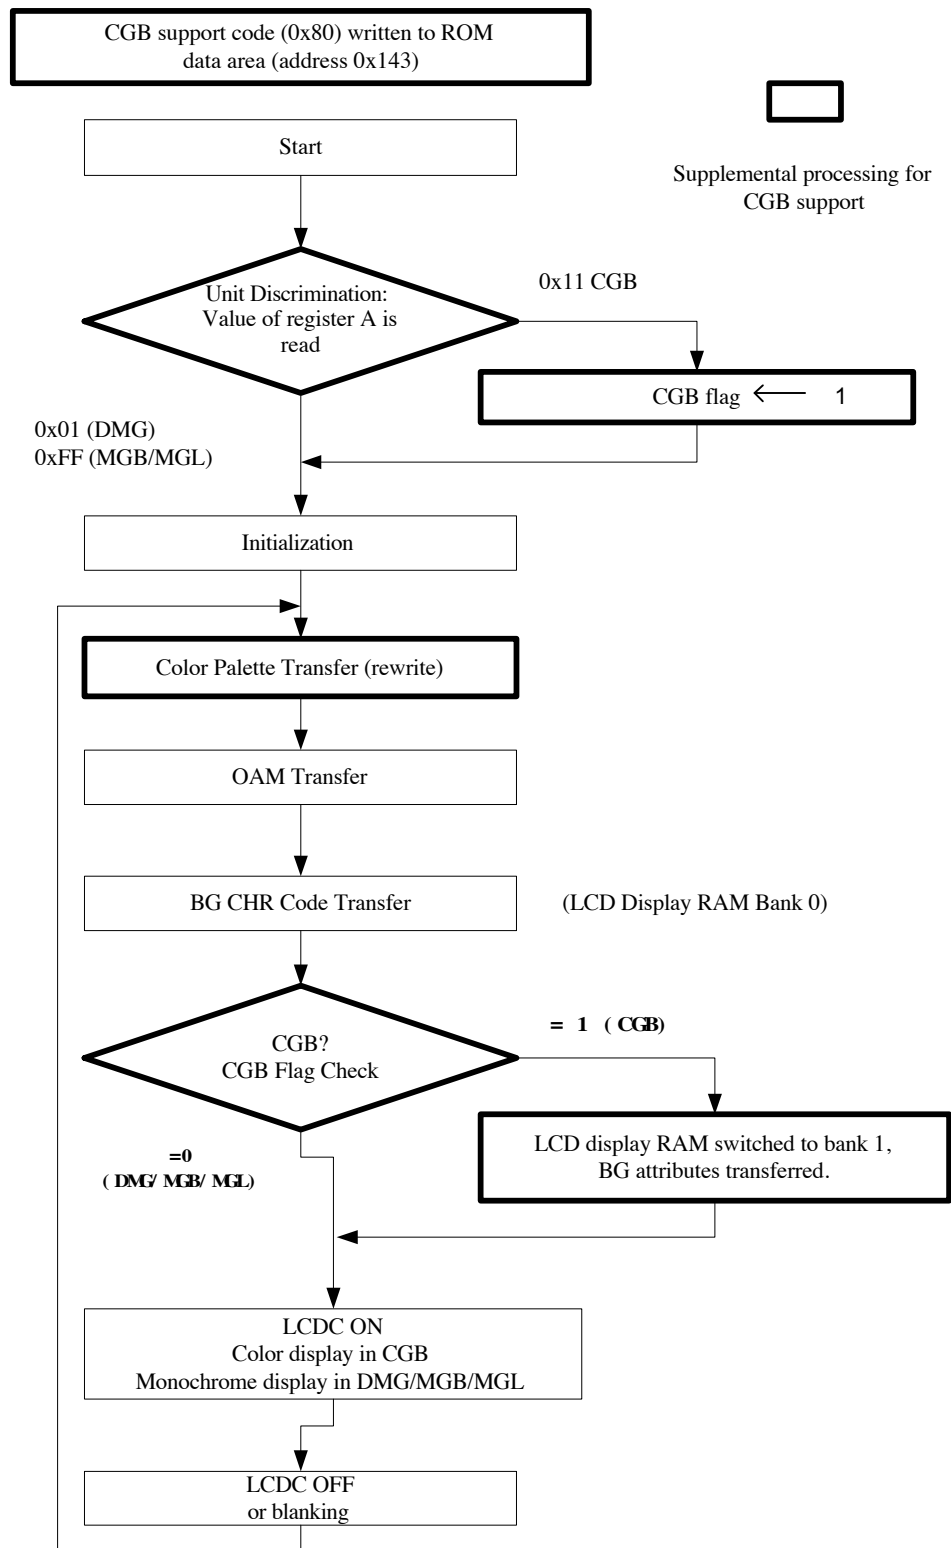 CGB support code (0x80) written to ROM
data area (address 0x143)
Start
Supplemental processing for
CGB support
Unit Discrimination:
Value of register A is
read
0x11 CGB
CGB flag ← 1
0x01 (DMG)
0xFF (MGB/MGL)
Initialization
Color Palette Transfer (rewrite)
OAM Transfer
BG CHR Code Transfer
(LCD Display RAM Bank 0)
= 1 ( CGB)
CGB?
CGB Flag Check
LCD display RAM switched to bank 1,
BG attributes transferred.
=0
( DMG/ MGB/ MGL)
LCDC ON
Color display in CGB
Monochrome display in DMG/MGB/MGL
LCDC OFF
or blanking